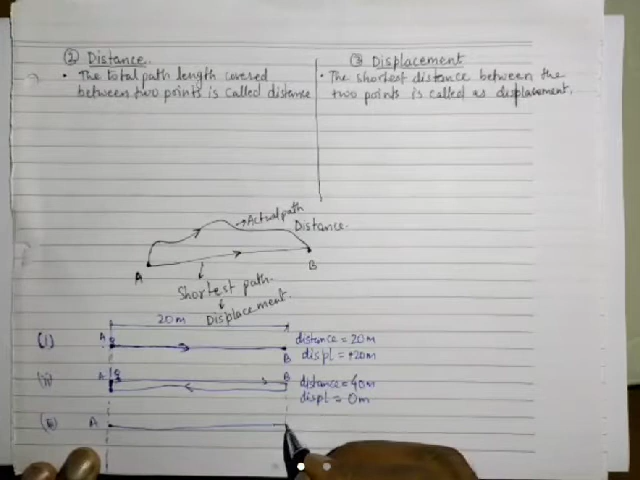 ② Distance.
• The total path length covered
between two points is called distance
③ Displacement
• The shortest distance between the
two points is called as displacement.
→Actual path
Distance.
A
B
Shortest path.
↓
Displacement.
20m
(i) A B distance = 20m
displ = +20m
(ii) A B distance = 40m
displ = 0m
A